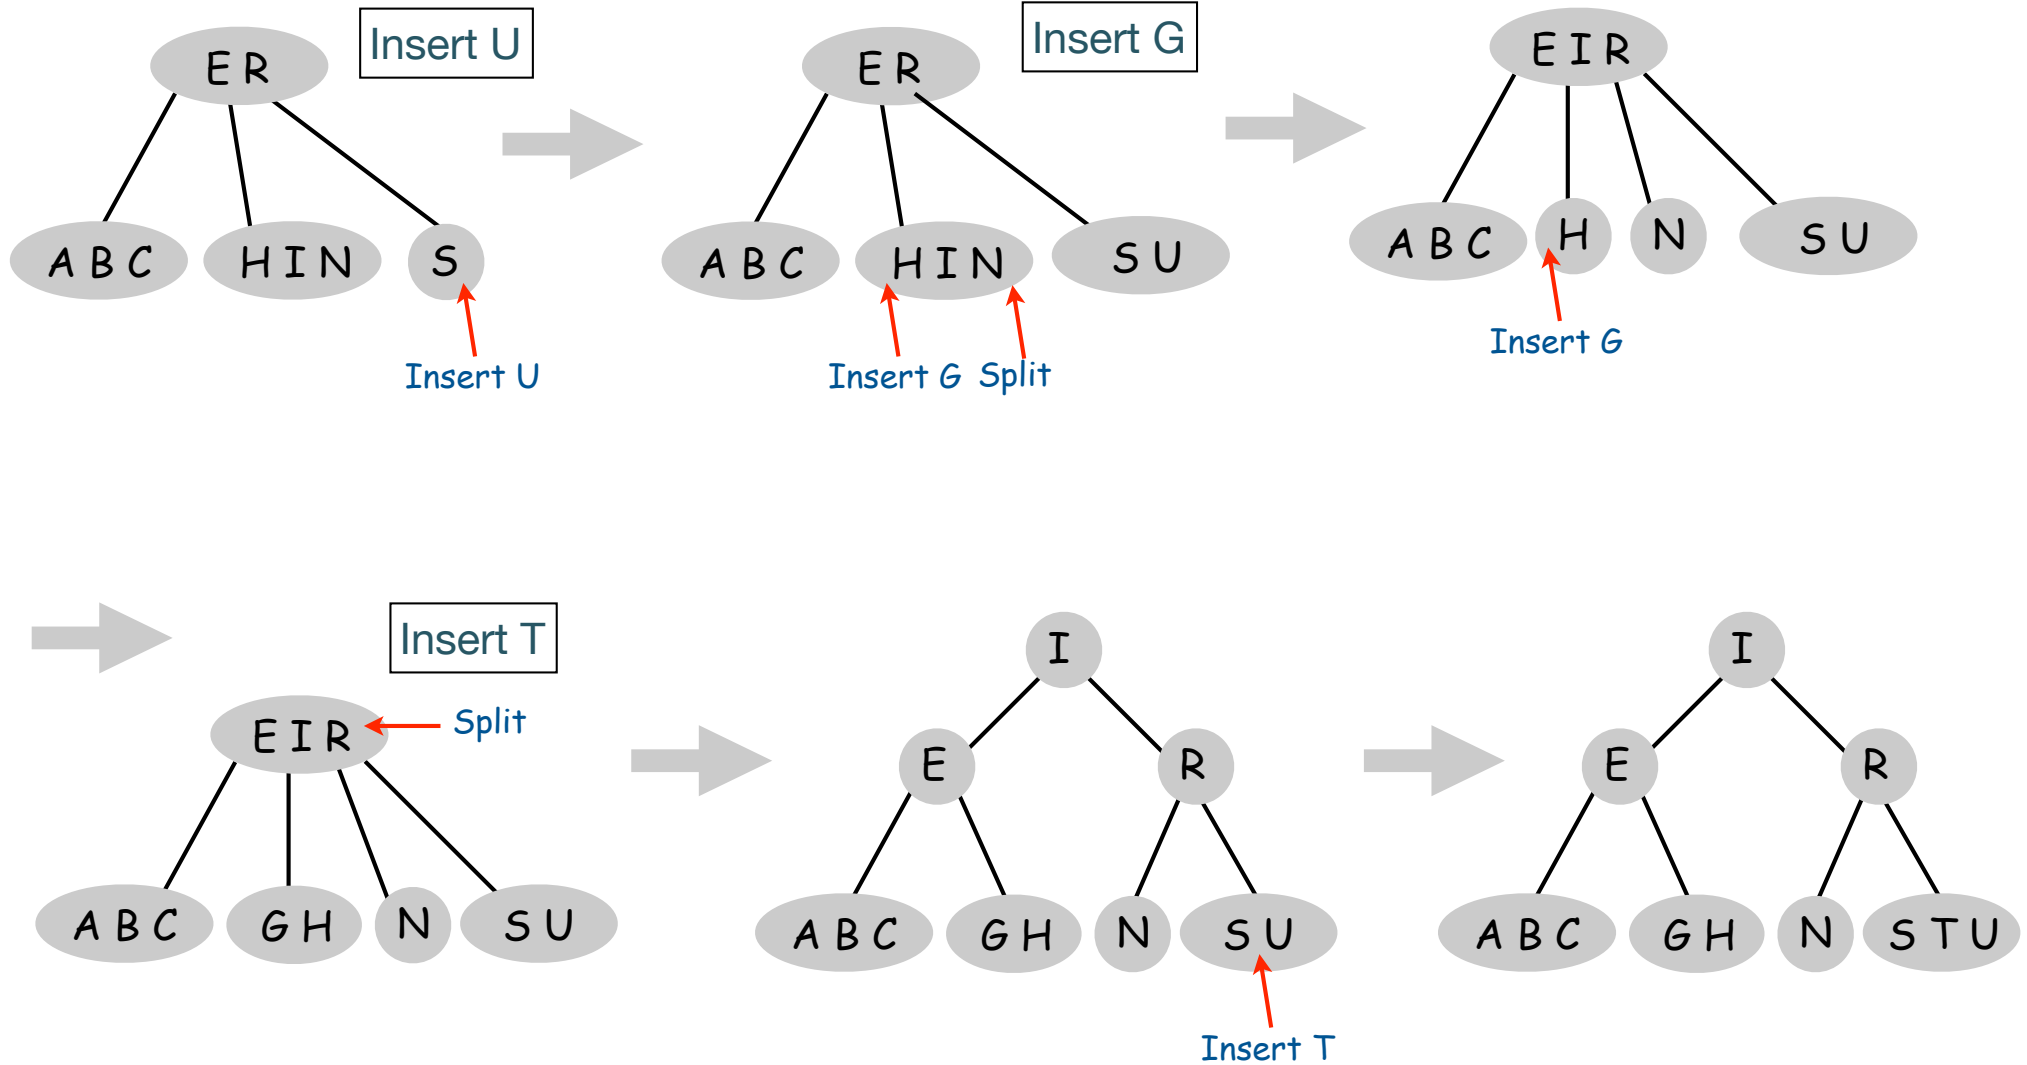 Insert U
Insert G
E R
E R
E I R
A B C
H I N
S
A B C
H I N
S U
A B C
H
N
S U
Insert U
Insert G
Split
Insert G
Insert T
E I R
Split
I
I
E
R
E
R
A B C
G H
N
S U
A B C
G H
N
S U
A B C
G H
N
S T U
Insert T